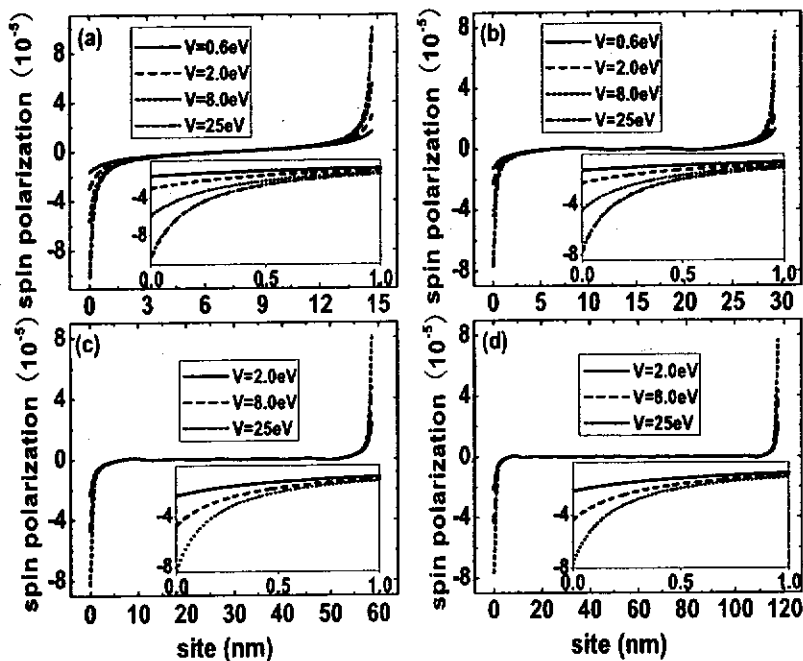 (a)
V=0.6eV
V=2.0eV
V=8.0eV
V=25eV
spin polarization (10⁻⁵)
8
4
0
-4
-8
-4
-8
0.0 0.5 1.0
0 3 6 9 12 15
(b)
V=0.6eV
V=2.0eV
V=8.0eV
V=25eV
spin polarization (10⁻⁵)
8
4
0
-4
-8
-4
-8
0.0 0.5 1.0
0 5 10 15 20 25 30
(c)
V=2.0eV
V=8.0eV
V=25eV
spin polarization (10⁻⁵)
8
4
0
-4
-8
-4
-8
0.0 0.5 1.0
0 10 20 30 40 50 60
site (nm)
(d)
V=2.0eV
V=8.0eV
V=25eV
spin polarization (10⁻⁵)
8
4
0
-4
-8
-4
-8
0.0 0.5 1.0
0 20 40 60 80 100 120
site (nm)